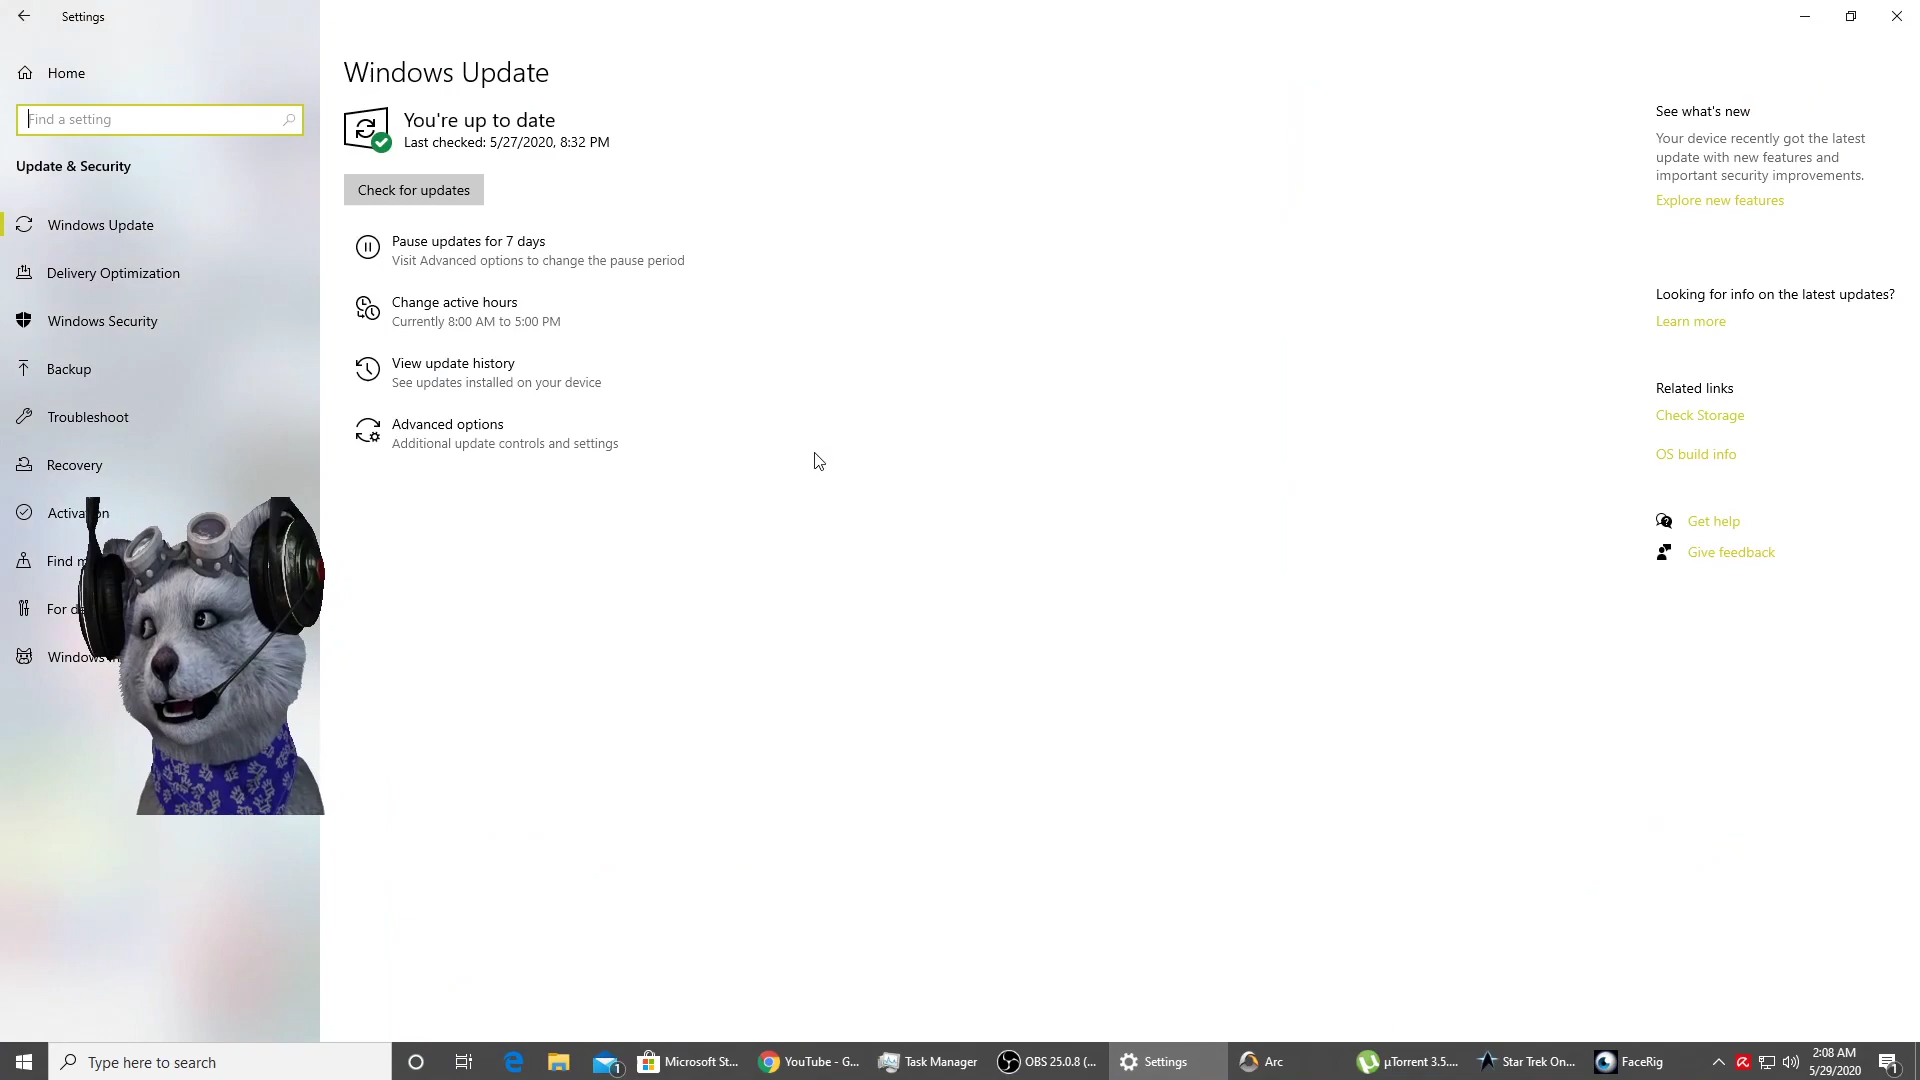 Settings
Home
Find a setting
Update & Security
Windows Update
Delivery Optimization
Windows Security
Backup
Troubleshoot
Recovery
Activation
Find m
For de
Windows
Windows Update
You're up to date
Last checked: 5/27/2020, 8:32 PM
Check for updates
Pause updates for 7 days
Visit Advanced options to change the pause period
Change active hours
Currently 8:00 AM to 5:00 PM
View update history
See updates installed on your device
Advanced options
Additional update controls and settings
See what's new
Your device recently got the latest
update with new features and
important security improvements.
Explore new features
Looking for info on the latest updates?
Learn more
Related links
Check Storage
OS build info
Get help
Give feedback
Type here to search
1
Microsoft St...
YouTube - G...
Task Manager
OBS 25.0.8 (...
Settings
Arc
µTorrent 3.5....
Star Trek On...
FaceRig
2:08 AM
5/29/2020
1